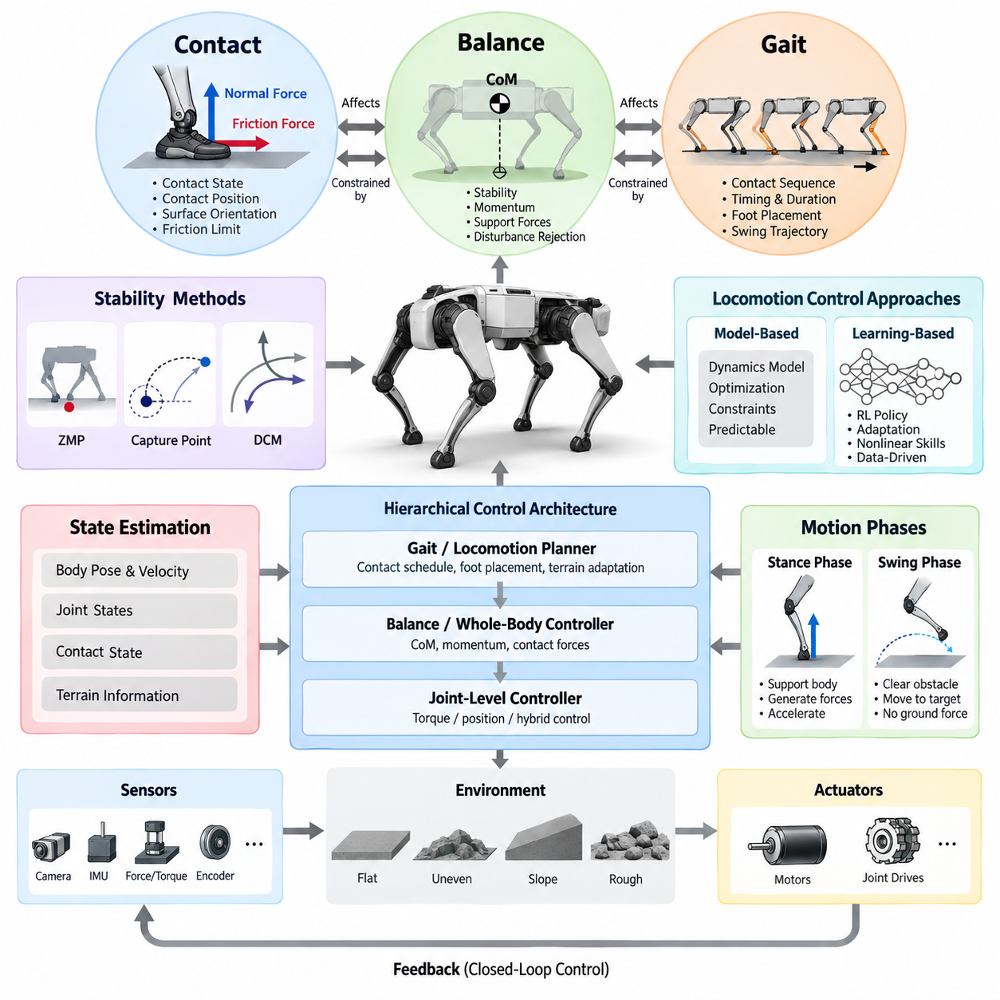 Contact
Normal Force
Friction Force
• Contact State
• Contact Position
• Surface Orientation
• Friction Limit
Affects
Constrained
by
Balance
CoM
• Stability
• Momentum
• Support Forces
• Disturbance Rejection
Affects
Constrained
by
Gait
• Contact Sequence
• Timing & Duration
• Foot Placement
• Swing Trajectory
Stability Methods
ZMP
Capture Point
DCM
Locomotion Control Approaches
Model-Based
Dynamics Model
Optimization
Constraints
Predictable
Learning-Based
• RL Policy
• Adaptation
• Nonlinear Skills
• Data-Driven
State Estimation
Body Pose & Velocity
Joint States
Contact State
Terrain Information
Hierarchical Control Architecture
Gait / Locomotion Planner
Contact schedule, foot placement, terrain adaptation
Balance / Whole-Body Controller
CoM, momentum, contact forces
Joint-Level Controller
Torque / position / hybrid control
Motion Phases
Stance Phase
• Support body
• Generate forces
• Accelerate
Swing Phase
• Clear obstacle
• Move to target
• No ground force
Sensors
Camera
IMU
Force/Torque
Encoder
...
Environment
Flat
Uneven
Slope
Rough
Actuators
Motors
Joint Drives
...
Feedback (Closed-Loop Control)